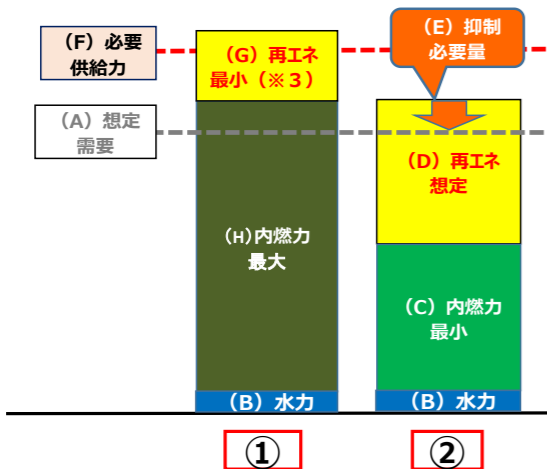 （F）必要
供給力
（G）再エネ
最小（※３）
（E）抑制
必要量
（A）想定
需要
（D）再エネ
想定
（H）内燃力
最大
（C）内燃力
最小
（B）水力
（B）水力
①
②